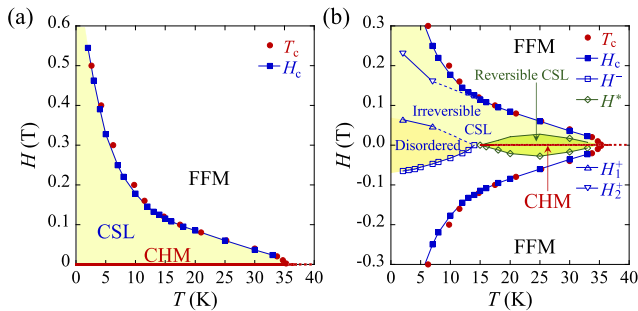 (a)
0.6
0.5
0.4
0.3
0.2
0.1
0
H (T)
T_c
H_c
FFM
CSL
CHM
0 5 10 15 20 25 30 35 40
T (K)
(b)
0.3
0.2
0.1
0.0
-0.1
-0.2
-0.3
H (T)
FFM
T_c
H_c
H^-
H^*
H_1^+
H_2^+
Reversible CSL
Irreversible
CSL
Disordered
CHM
FFM
0 5 10 15 20 25 30 35 40
T (K)